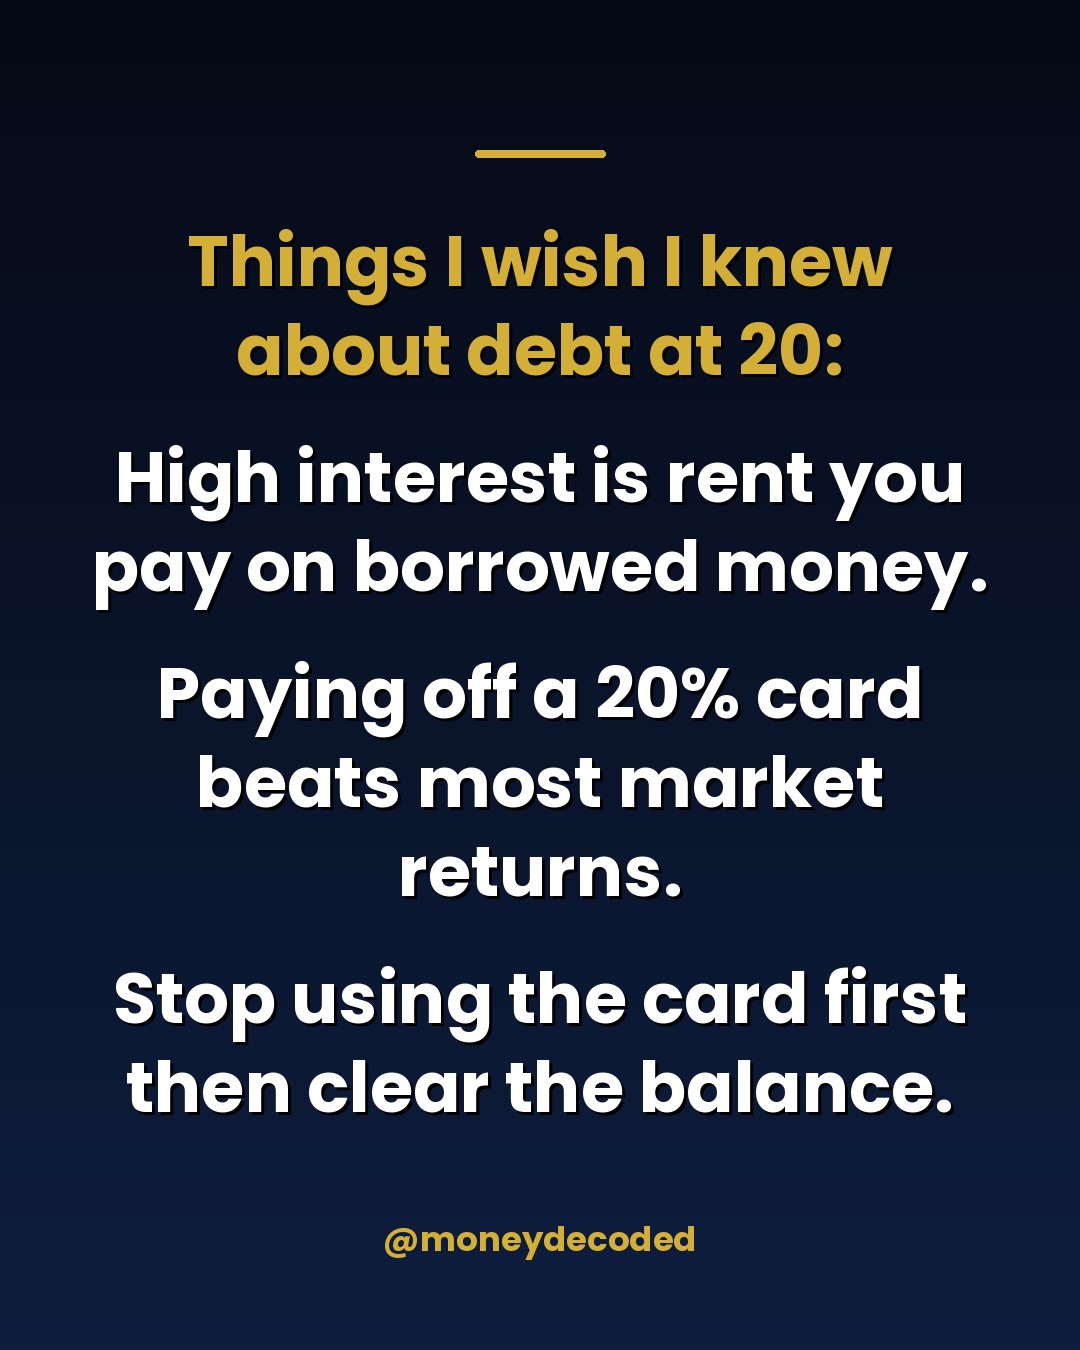 Things I wish I knew
about debt at 20:
High interest is rent you
pay on borrowed money.
Paying off a 20% card
beats most market
returns.
Stop using the card first
then clear the balance.
@moneydecoded